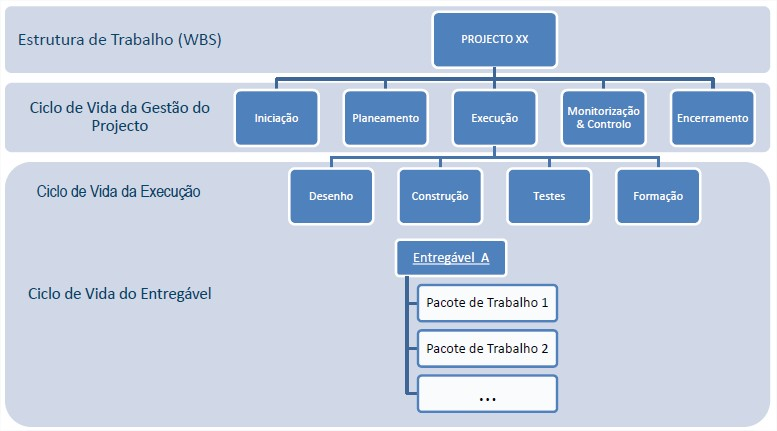 Estrutura de Trabalho (WBS)
PROJECTO XX
Ciclo de Vida da Gestão do
Projecto
Iniciação
Planeamento
Execução
Monitorização
& Controlo
Encerramento
Ciclo de Vida da Execução
Desenho
Construção
Testes
Formação
Ciclo de Vida do Entregável
Entregável A
Pacote de Trabalho 1
Pacote de Trabalho 2
...